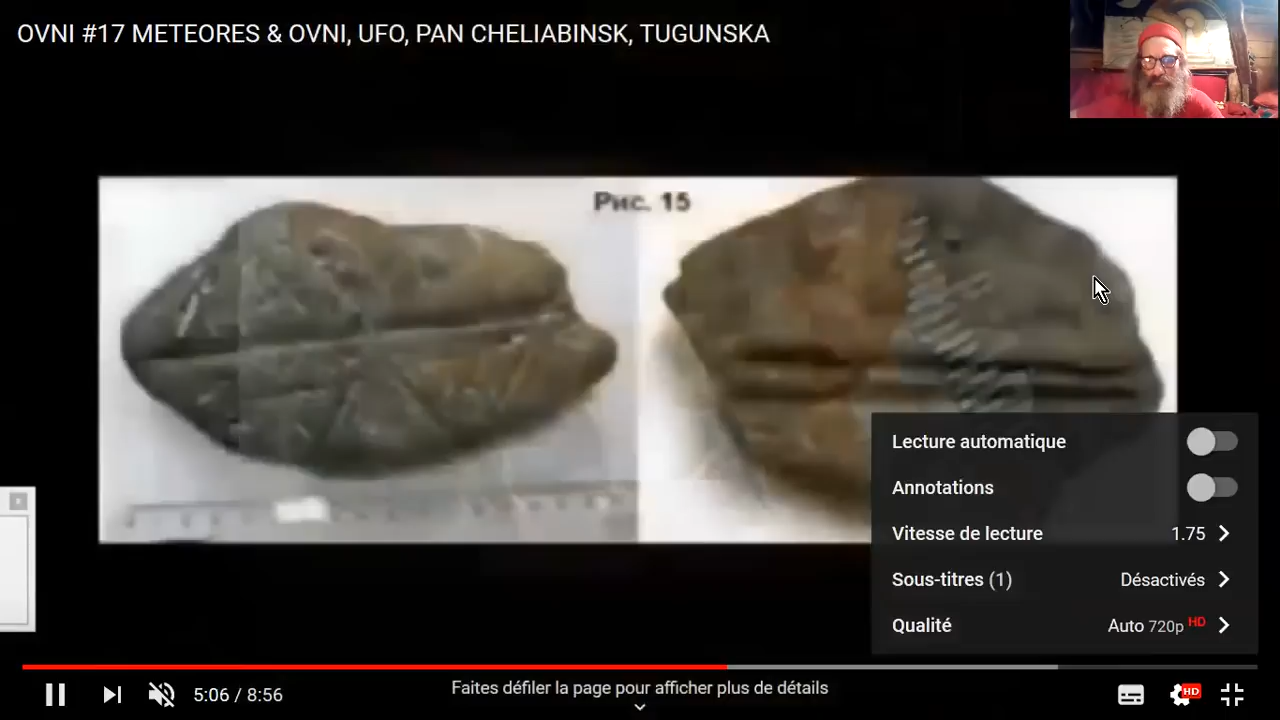 OVNI #17 METEORES & OVNI, UFO, PAN CHELIABINSK, TUGUNSKA
Рис. 15
Lecture automatique
Annotations
Vitesse de lecture 1.75
Sous-titres (1) Désactivés
Qualité Auto 720p HD
5:06 / 8:56
Faites défiler la page pour afficher plus de détails
HD